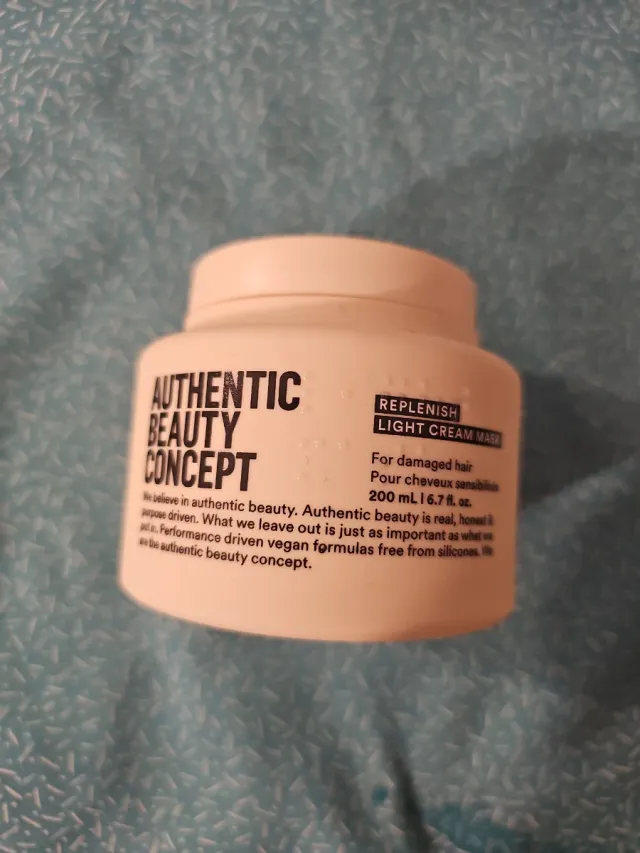 AUTHENTIC
BEAUTY
CONCEPT
REPLENISH
LIGHT CREAM MASK
For damaged hair
Pour cheveux sensibilisés
200 mL | 6.7 fl. oz.
We believe in authentic beauty. Authentic beauty is real, honest &
purpose driven. What we leave out is just as important as what we
put in. Performance driven vegan formulas free from silicones. We
are the authentic beauty concept.